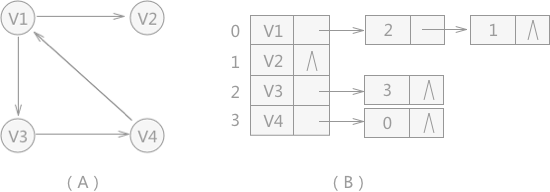 V1 V2
V3 V4
( A )
0 V1 2 1 ⋀
1 V2 ⋀
2 V3 3 ⋀
3 V4 0 ⋀
( B )